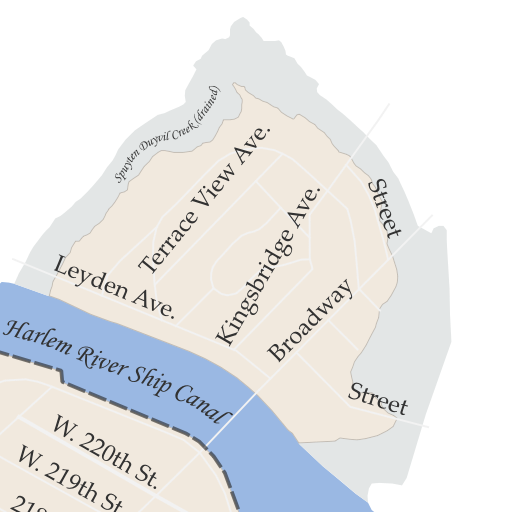 Spuyten Duyvil Creek (drained)
Terrace View Ave.
Street
Kingsbridge Ave.
Leyden Ave.
Broadway
Harlem River Ship Canal
Street
W. 220th St.
W. 219th St.
218